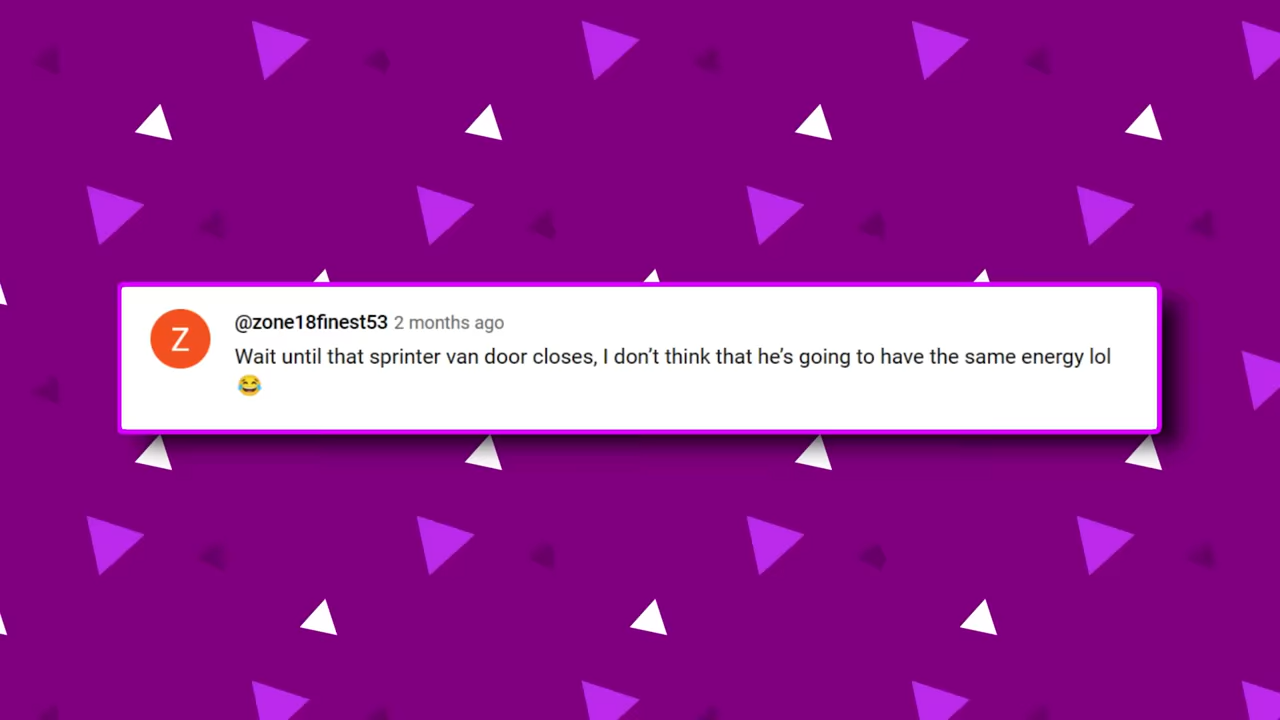 Z
@zone18finest53 2 months ago
Wait until that sprinter van door closes, I don’t think that he’s going to have the same energy lol
😂